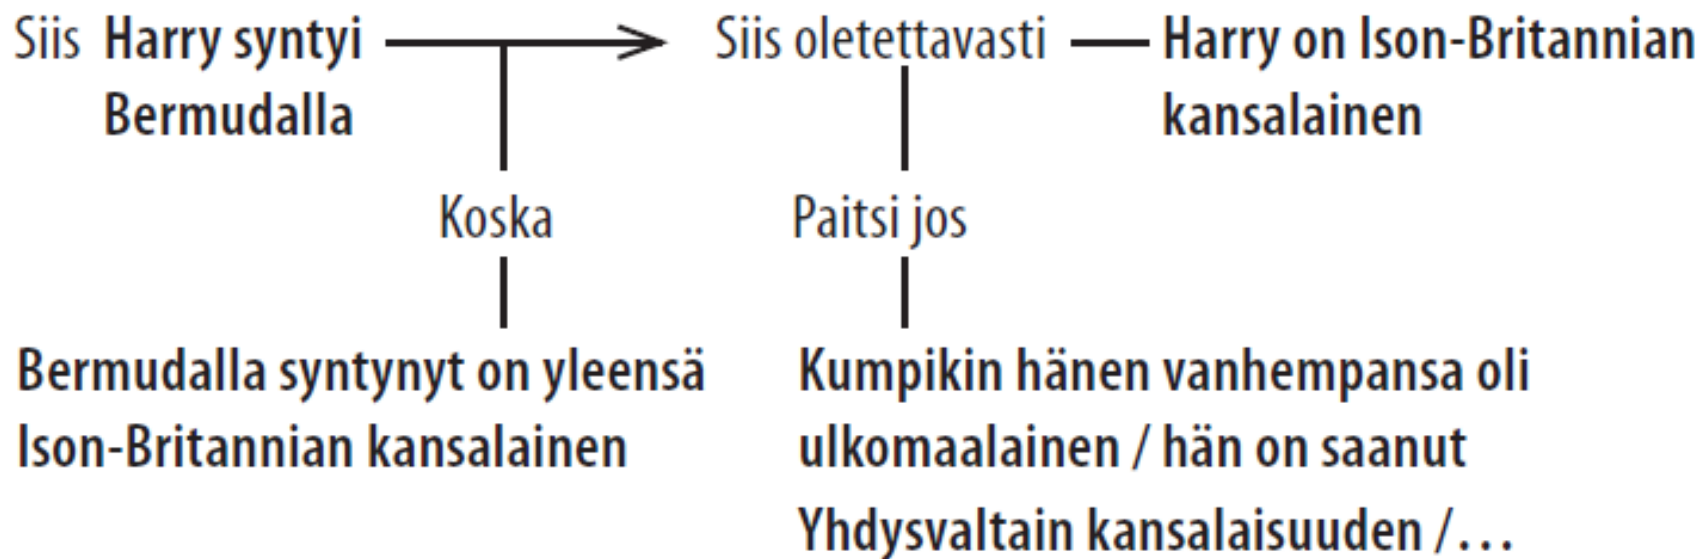 Siis Harry syntyi
Bermudalla
Siis oletettavasti
Harry on Ison-Britannian
kansalainen
Koska
Paitsi jos
Bermudalla syntynyt on yleensä
Ison-Britannian kansalainen
Kumpikin hänen vanhempansa oli
ulkomaalainen / hän on saanut
Yhdysvaltain kansalaisuuden /…